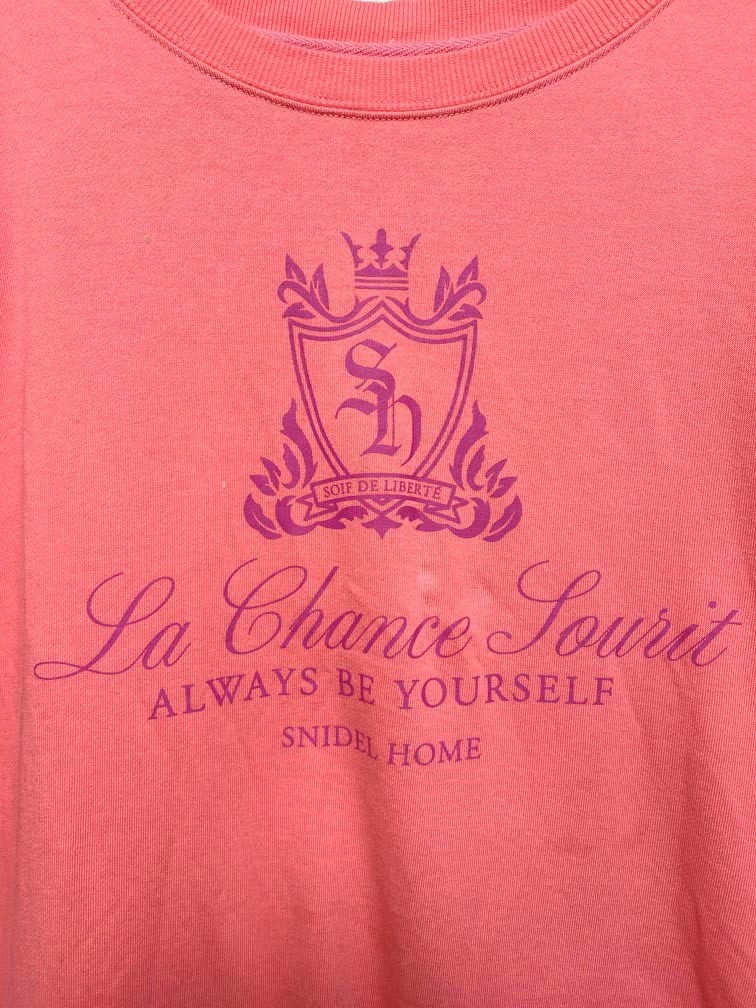 Sh
SOIF DE LIBERTÉ
La Chance Sourit
ALWAYS BE YOURSELF
SNIDEL HOME